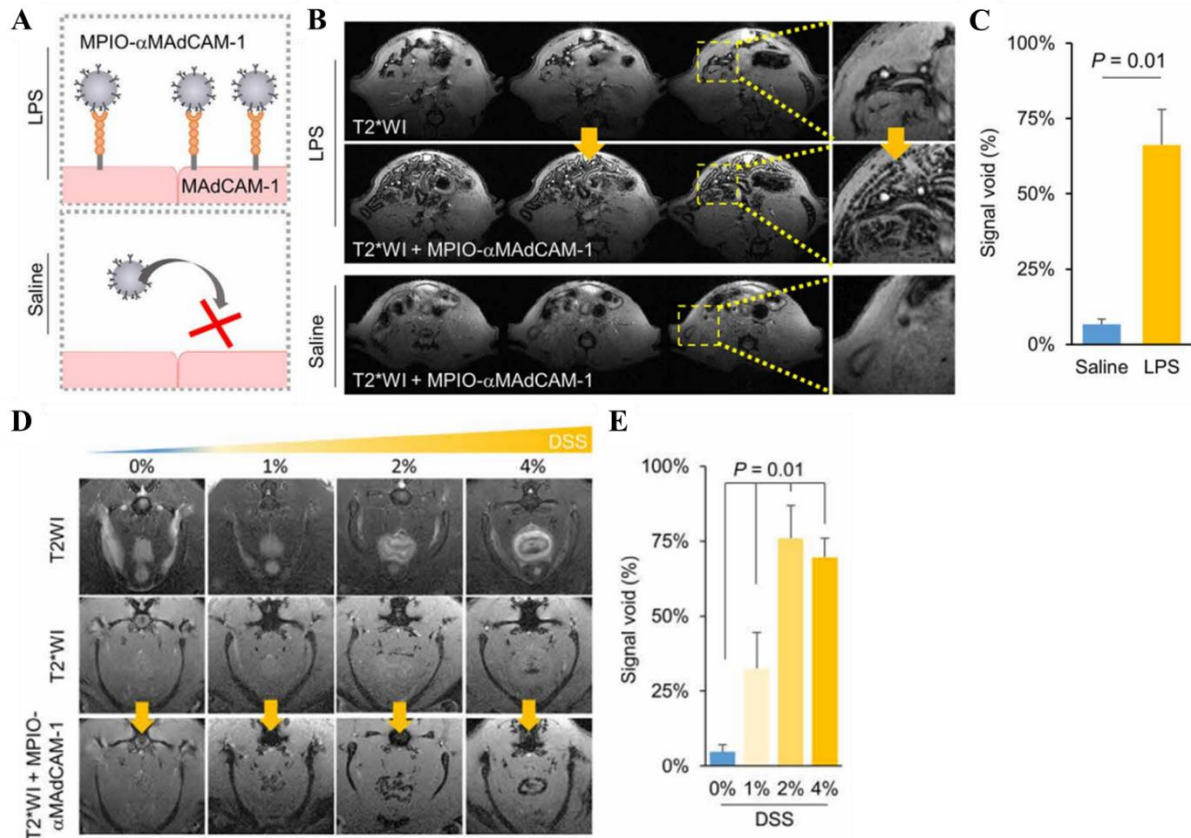 A
LPS
MPIO-αMAdCAM-1
MAdCAM-1
Saline
B
LPS
T2*WI
T2*WI + MPIO-αMAdCAM-1
Saline
T2*WI + MPIO-αMAdCAM-1
C
100%
75%
50%
25%
0%
Signal void (%)
P = 0.01
Saline LPS
D
DSS
0% 1% 2% 4%
T2WI
T2*WI
T2*WI + MPIO-
αMAdCAM-1
E
100%
75%
50%
25%
0%
Signal void (%)
P = 0.01
0% 1% 2% 4%
DSS